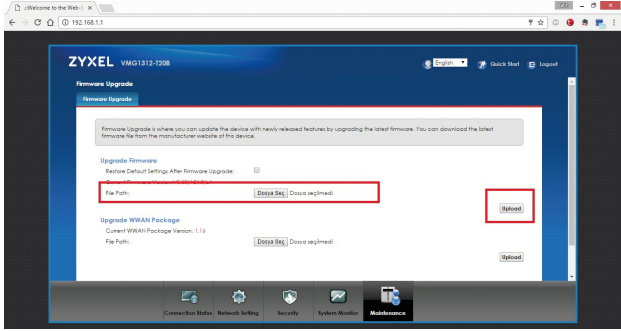 .::Welcome to the Web-
192.168.1.1
ZYXEL VMG1312-T20B
English
Quick Start
Logout
Firmware Upgrade
Firmware Upgrade
Firmware Upgrade is where you can update the device with newly released features by upgrading the latest firmware. You can download the latest
firmware file from the manufacturer website of this device.
Upgrade Firmware
Restore Default Settings After Firmware Upgrade:
File Path: Dosya Seç Dosya seçilmedi
Upload
Upgrade WWAN Package
Current WWAN Package Version: 1.16
File Path: Dosya Seç Dosya seçilmedi
Upload
Connection Status Network Setting Security System Monitor Maintenance